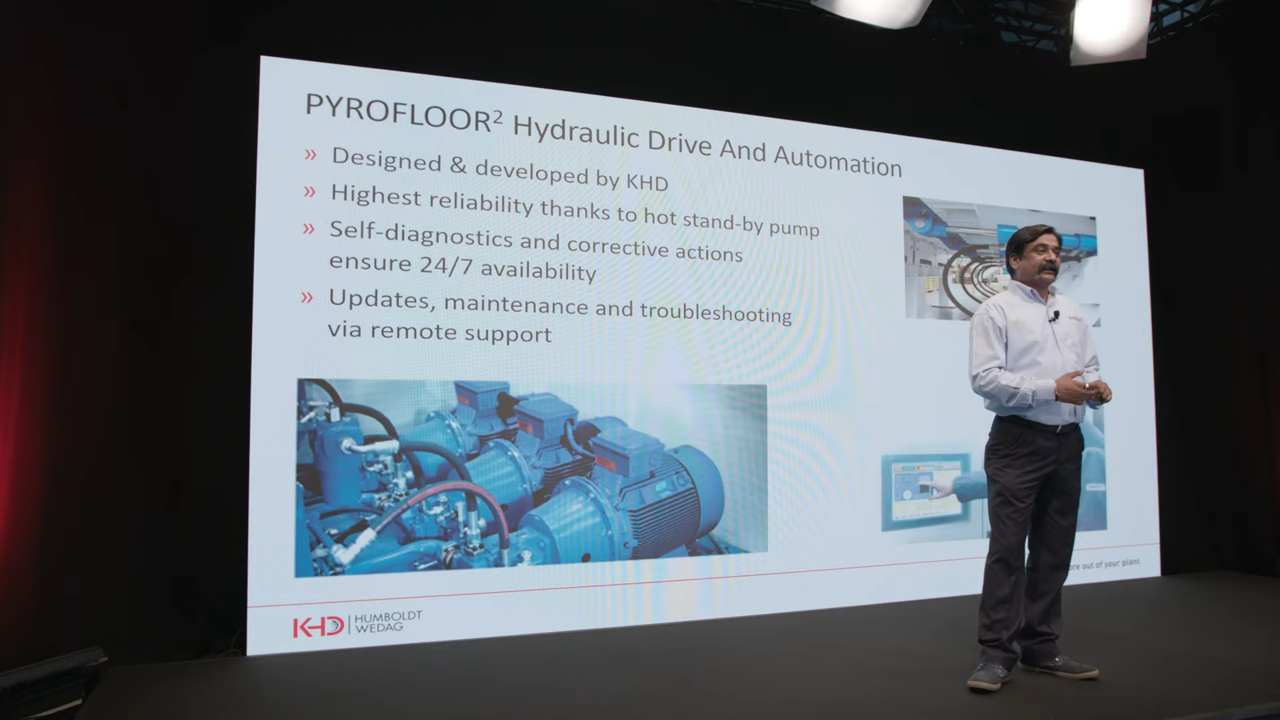 PYROFLOOR² Hydraulic Drive And Automation
» Designed & developed by KHD
» Highest reliability thanks to hot stand-by pump
» Self-diagnostics and corrective actions
ensure 24/7 availability
» Updates, maintenance and troubleshooting
via remote support
KHD HUMBOLDT
WEDAG
out of your plant.